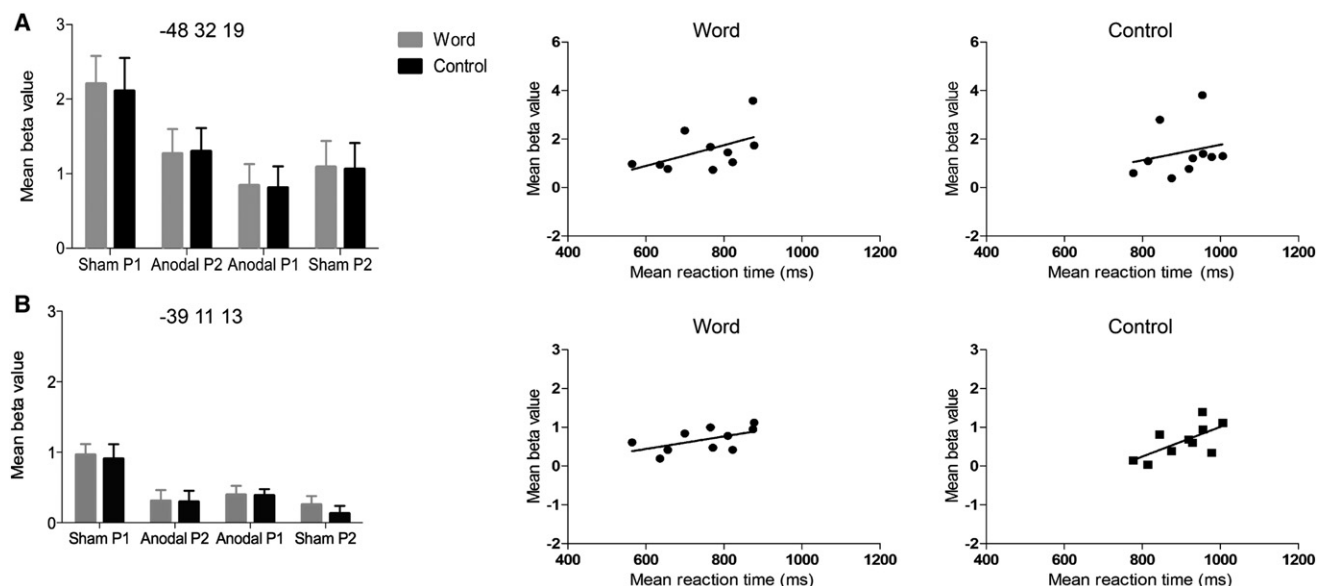 A
-48 32 19
Word
Control
Mean beta value
3
2
1
0
Sham P1 Anodal P2 Anodal P1 Sham P2
Word
Mean beta value
6
4
2
0
-2
400 600 800 1000 1200
Mean reaction time (ms)
Control
Mean beta value
6
4
2
0
-2
400 600 800 1000 1200
Mean reaction time (ms)
B
-39 11 13
Mean beta value
3
2
1
0
Sham P1 Anodal P2 Anodal P1 Sham P2
Word
Mean beta value
3
2
1
0
-1
-2
400 600 800 1000 1200
Mean reaction time (ms)
Control
Mean beta value
3
2
1
0
-1
-2
400 600 800 1000 1200
Mean reaction time (ms)